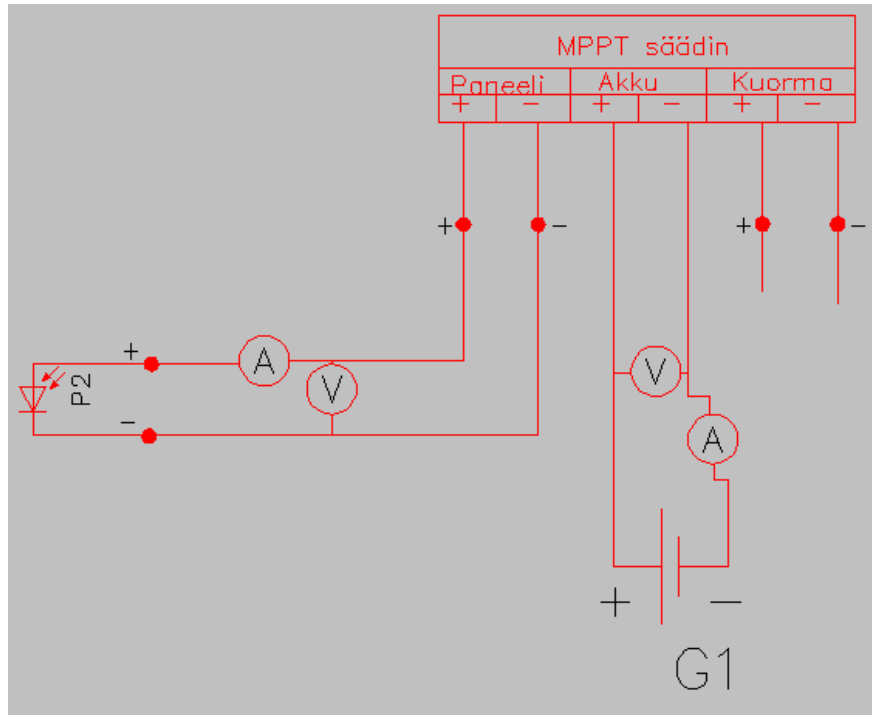 MPPT säädin
Paneeli Akku Kuorma
+ - + - + -
+ - + -
+ A
V V
P2
- A
+ -
G1